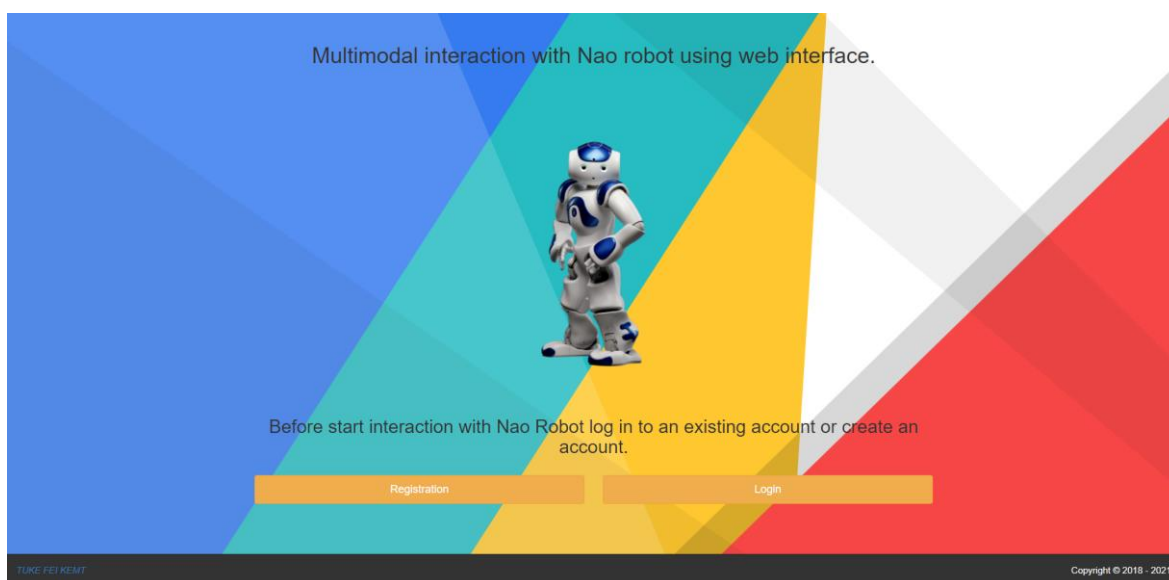 Multimodal interaction with Nao robot using web interface.
Before start interaction with Nao Robot log in to an existing account or create an
account.
Registration
Login
TUKE FEI KEMT
Copyright © 2018 - 2021